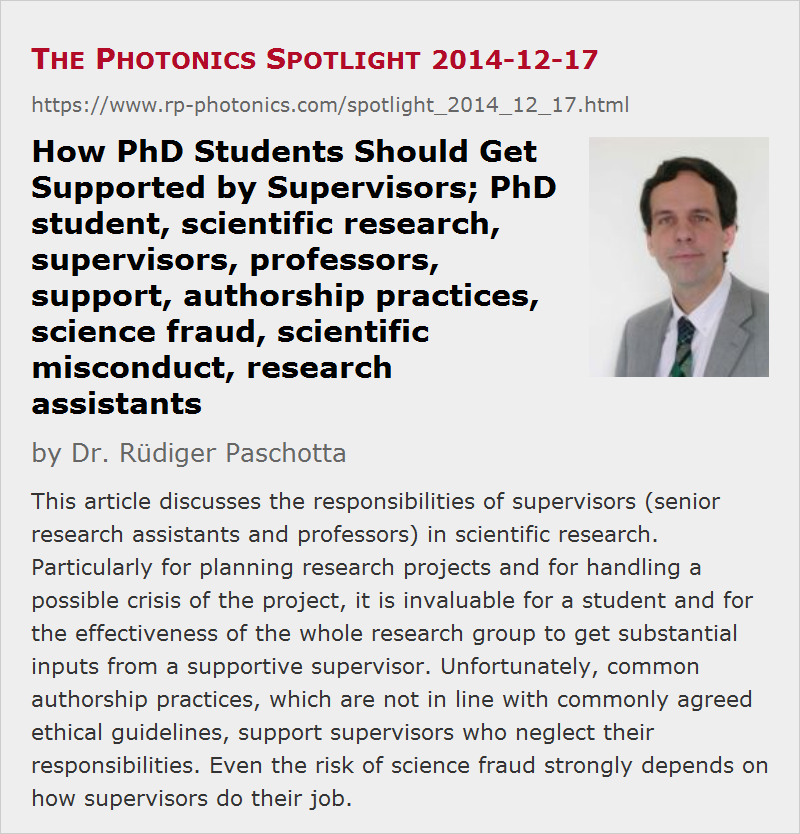 The Photonics Spotlight 2014-12-17
https://www.rp-photonics.com/spotlight_2014_12_17.html
How PhD Students Should Get
Supported by Supervisors; PhD
student, scientific research,
supervisors, professors,
support, authorship practices,
science fraud, scientific
misconduct, research
assistants
by Dr. Rüdiger Paschotta
This article discusses the responsibilities of supervisors (senior
research assistants and professors) in scientific research.
Particularly for planning research projects and for handling a
possible crisis of the project, it is invaluable for a student and for
the effectiveness of the whole research group to get substantial
inputs from a supportive supervisor. Unfortunately, common
authorship practices, which are not in line with commonly agreed
ethical guidelines, support supervisors who neglect their
responsibilities. Even the risk of science fraud strongly depends on
how supervisors do their job.